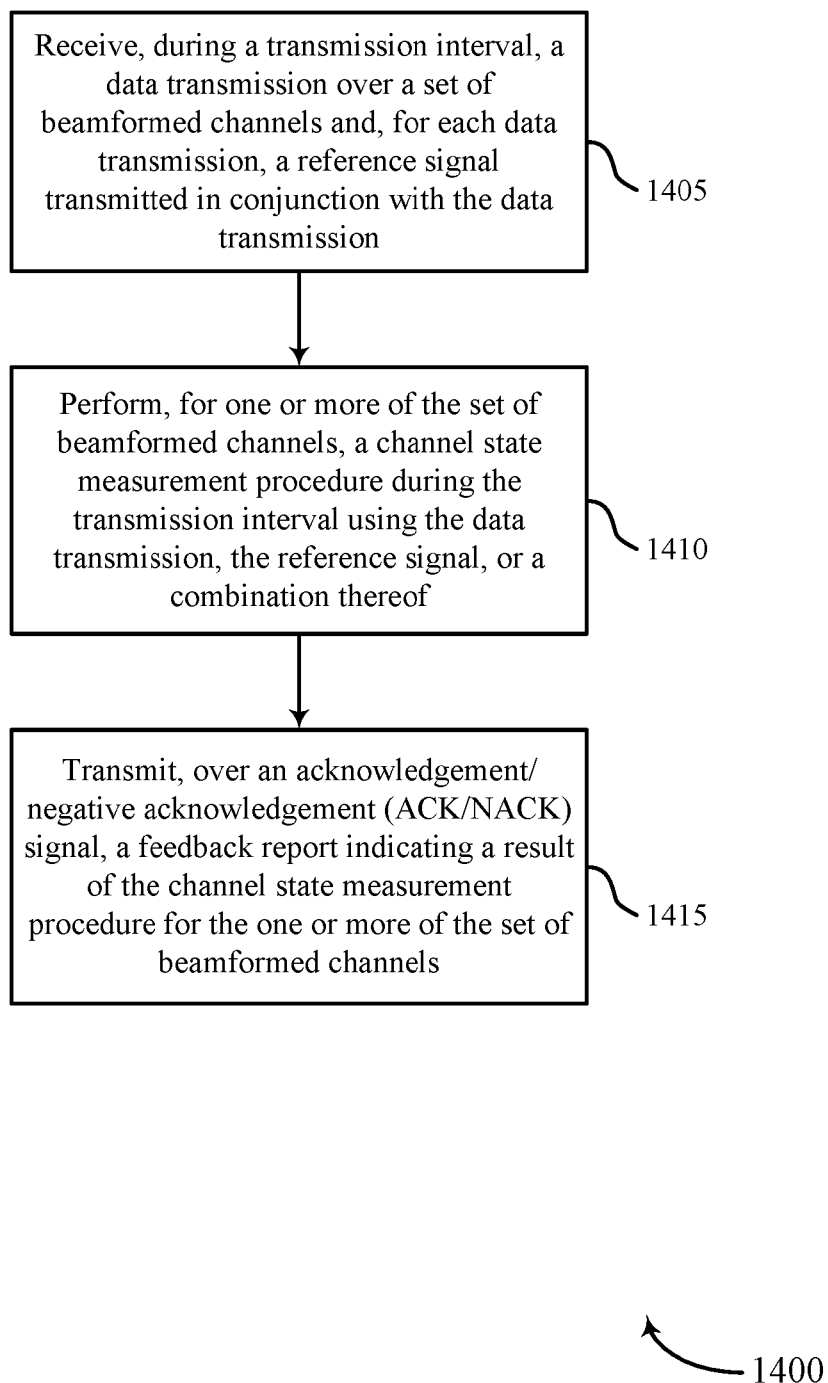 Receive, during a transmission interval, a
data transmission over a set of
beamformed channels and, for each data
transmission, a reference signal
transmitted in conjunction with the data
transmission
1405
Perform, for one or more of the set of
beamformed channels, a channel state
measurement procedure during the
transmission interval using the data
transmission, the reference signal, or a
combination thereof
1410
Transmit, over an acknowledgement/
negative acknowledgement (ACK/NACK)
signal, a feedback report indicating a result
of the channel state measurement
procedure for the one or more of the set of
beamformed channels
1415
1400